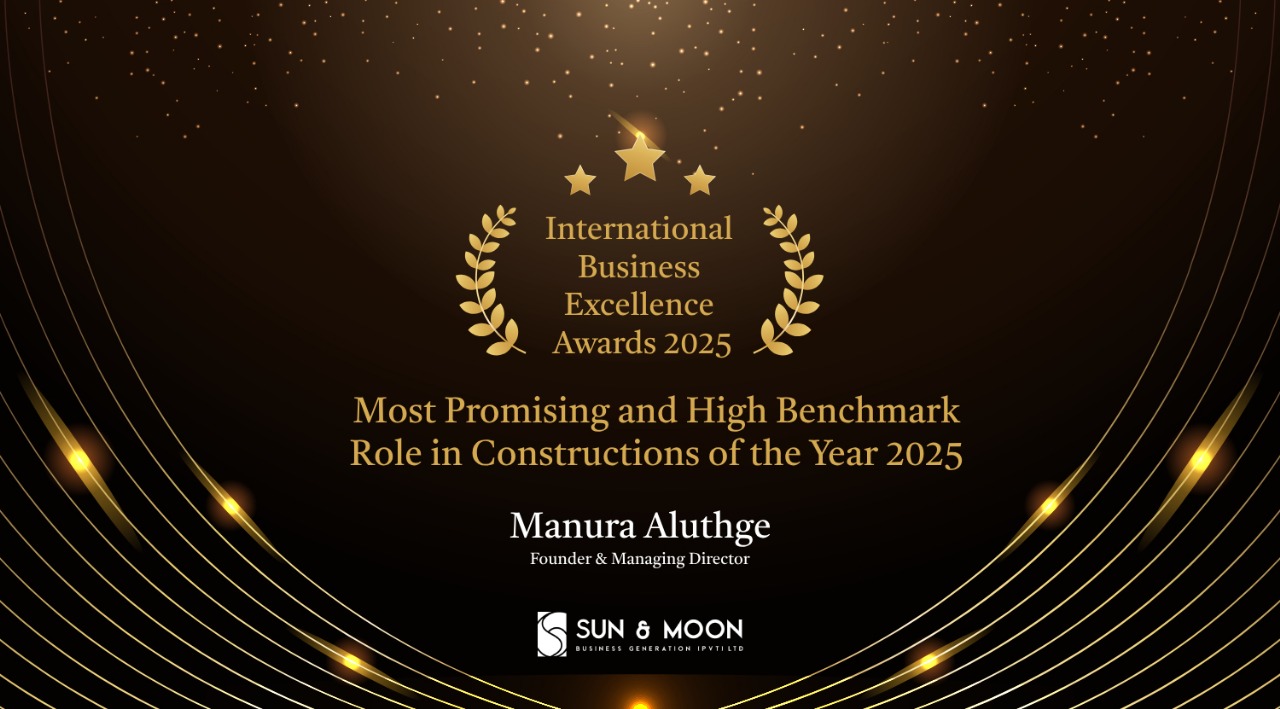 International
Business
Excellence
Awards 2025
Most Promising and High Benchmark
Role in Constructions of the Year 2025
Manura Aluthge
Founder & Managing Director
SUN & MOON
BUSINESS GENERATION (PVT) LTD